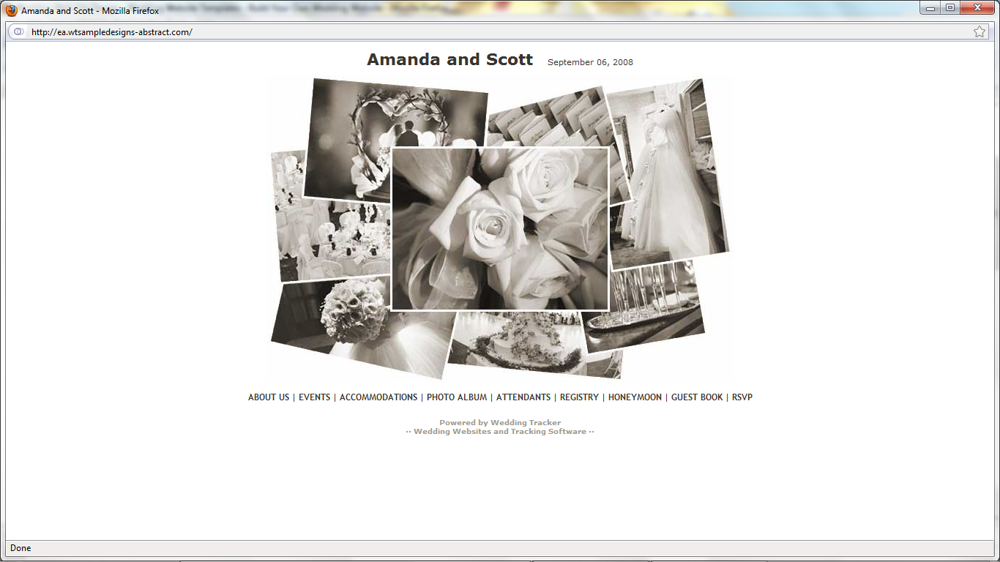 Amanda and Scott - Mozilla Firefox
http://ea.wtsampledesigns-abstract.com/
Amanda and Scott September 06, 2008
ABOUT US | EVENTS | ACCOMMODATIONS | PHOTO ALBUM | ATTENDANTS | REGISTRY | HONEYMOON | GUEST BOOK | RSVP
Powered by Wedding Tracker
·· Wedding Websites and Tracking Software ··
Done